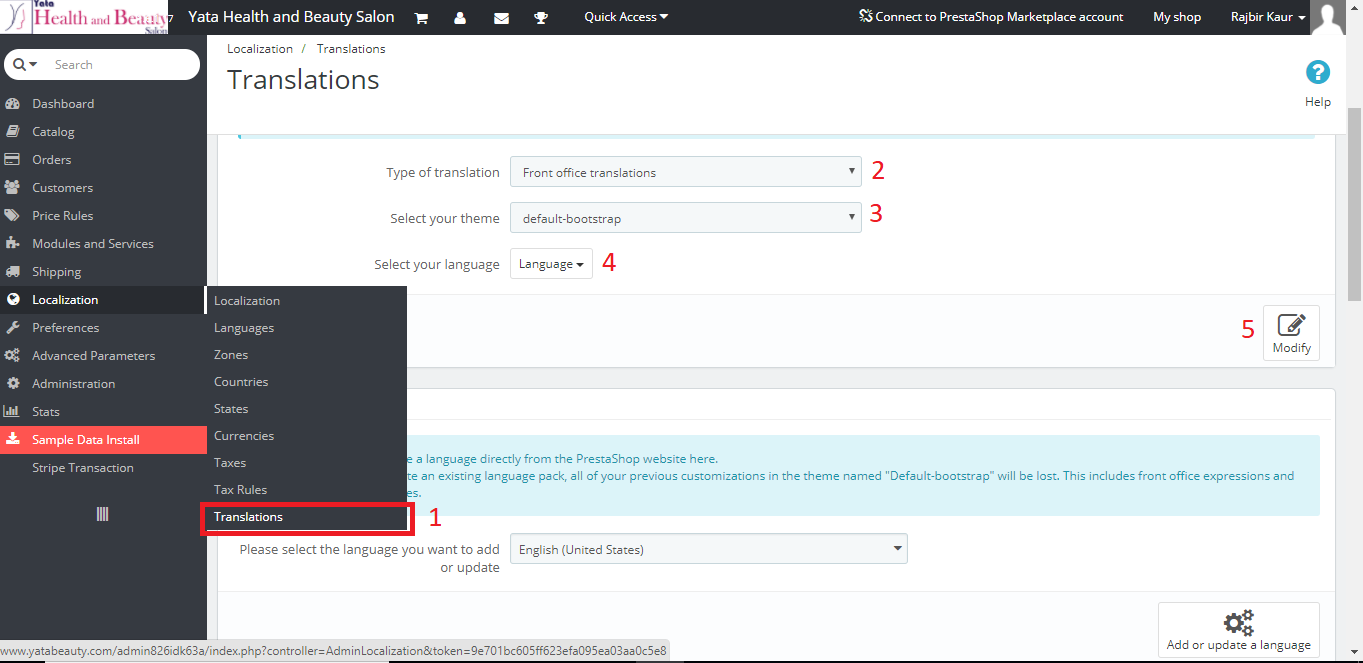 Yata
Health and Beauty
Salon
7
Yata Health and Beauty Salon
Quick Access
Connect to PrestaShop Marketplace account
My shop
Rajbir Kaur
Search
Dashboard
Catalog
Orders
Customers
Price Rules
Modules and Services
Shipping
Localization
Preferences
Advanced Parameters
Administration
Stats
Sample Data Install
Stripe Transaction
Localization
Languages
Zones
Countries
States
Currencies
Taxes
Tax Rules
Translations
1
Localization / Translations
Translations
?
Help
Type of translation
Front office translations
2
Select your theme
default-bootstrap
3
Select your language
Language
4
5
Modify
e a language directly from the PrestaShop website here.
te an existing language pack, all of your previous customizations in the theme named "Default-bootstrap" will be lost. This includes front office expressions and
es.
Please select the language you want to add
or update
English (United States)
Add or update a language
www.yatabeauty.com/admin826idk63a/index.php?controller=AdminLocalization&token=9e701bc605ff623efa095ea03aa0c5e8